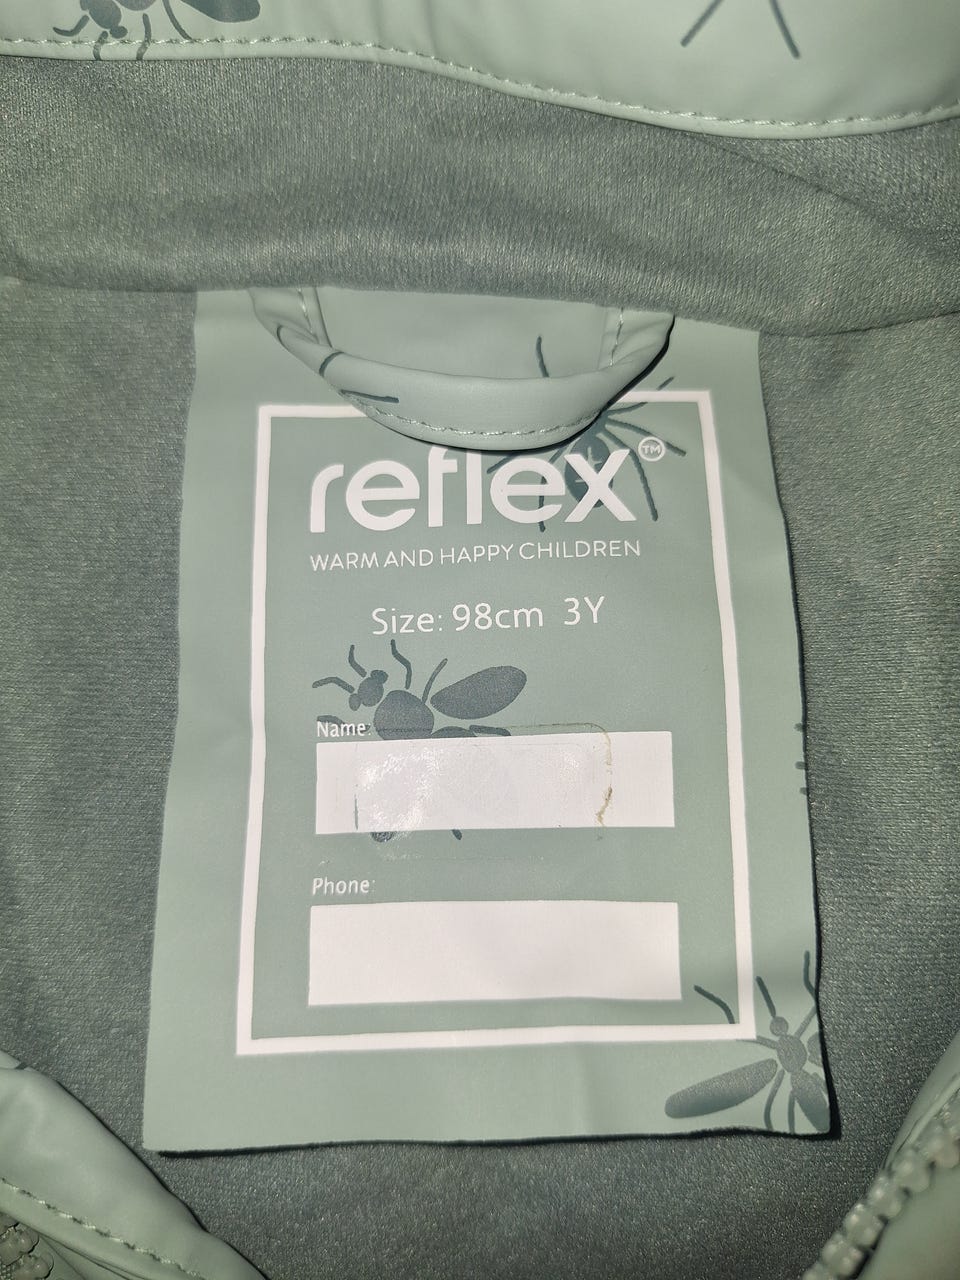 reflex™
WARM AND HAPPY CHILDREN
Size: 98cm 3Y
Name:
Phone: